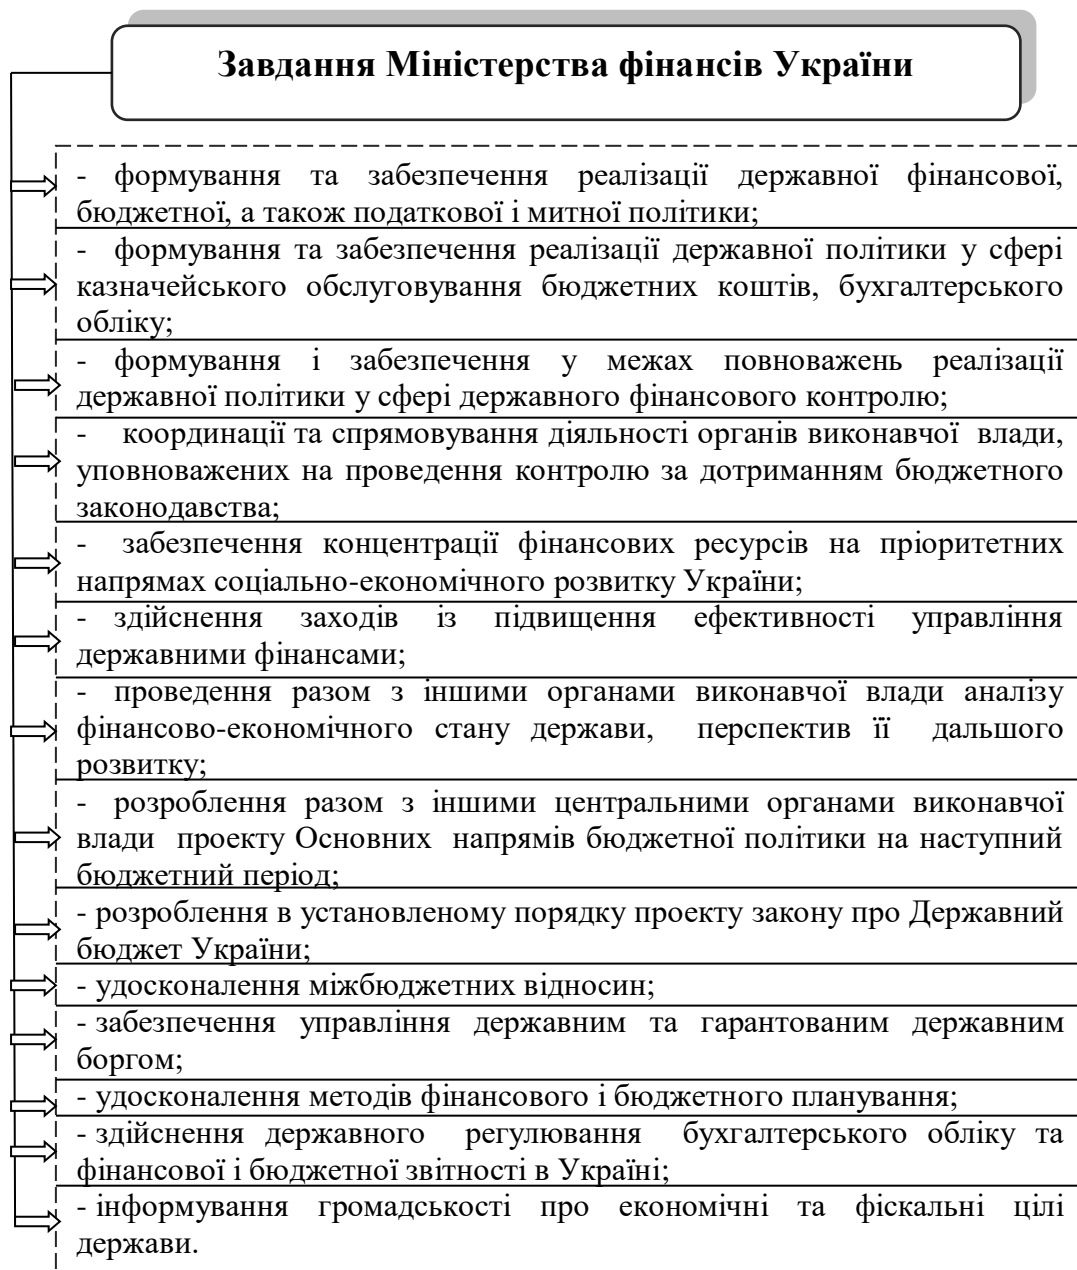 Завдання Міністерства фінансів України
- формування та забезпечення реалізації державної фінансової,
бюджетної, а також податкової і митної політики;
- формування та забезпечення реалізації державної політики у сфері
казначейського обслуговування бюджетних коштів, бухгалтерського
обліку;
- формування і забезпечення у межах повноважень реалізації
державної політики у сфері державного фінансового контролю;
- координації та спрямовування діяльності органів виконавчої влади,
уповноважених на проведення контролю за дотриманням бюджетного
законодавства;
- забезпечення концентрації фінансових ресурсів на пріоритетних
напрямах соціально-економічного розвитку України;
- здійснення заходів із підвищення ефективності управління
державними фінансами;
- проведення разом з іншими органами виконавчої влади аналізу
фінансово-економічного стану держави, перспектив її дальшого
розвитку;
- розроблення разом з іншими центральними органами виконавчої
влади проекту Основних напрямів бюджетної політики на наступний
бюджетний період;
- розроблення в установленому порядку проекту закону про Державний
бюджет України;
- удосконалення міжбюджетних відносин;
- забезпечення управління державним та гарантованим державним
боргом;
- удосконалення методів фінансового і бюджетного планування;
- здійснення державного регулювання бухгалтерського обліку та
фінансової і бюджетної звітності в Україні;
- інформування громадськості про економічні та фіскальні цілі
держави.